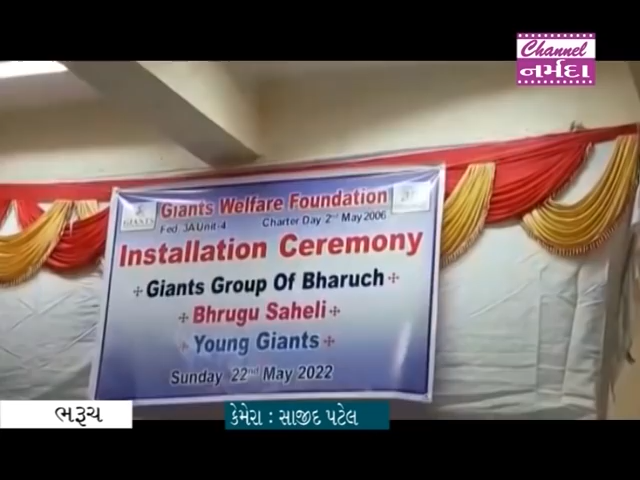 Channel
નર્મદા
Giants Welfare Foundation
Fed. 3A Unit-4 Charter Day 2nd May 2006
GIANTS
Installation Ceremony
Giants Group Of Bharuch
Bhrugu Saheli
Young Giants
Sunday 22nd May 2022
ભરૂચ
કેમેરા : સાજીદ પટેલ